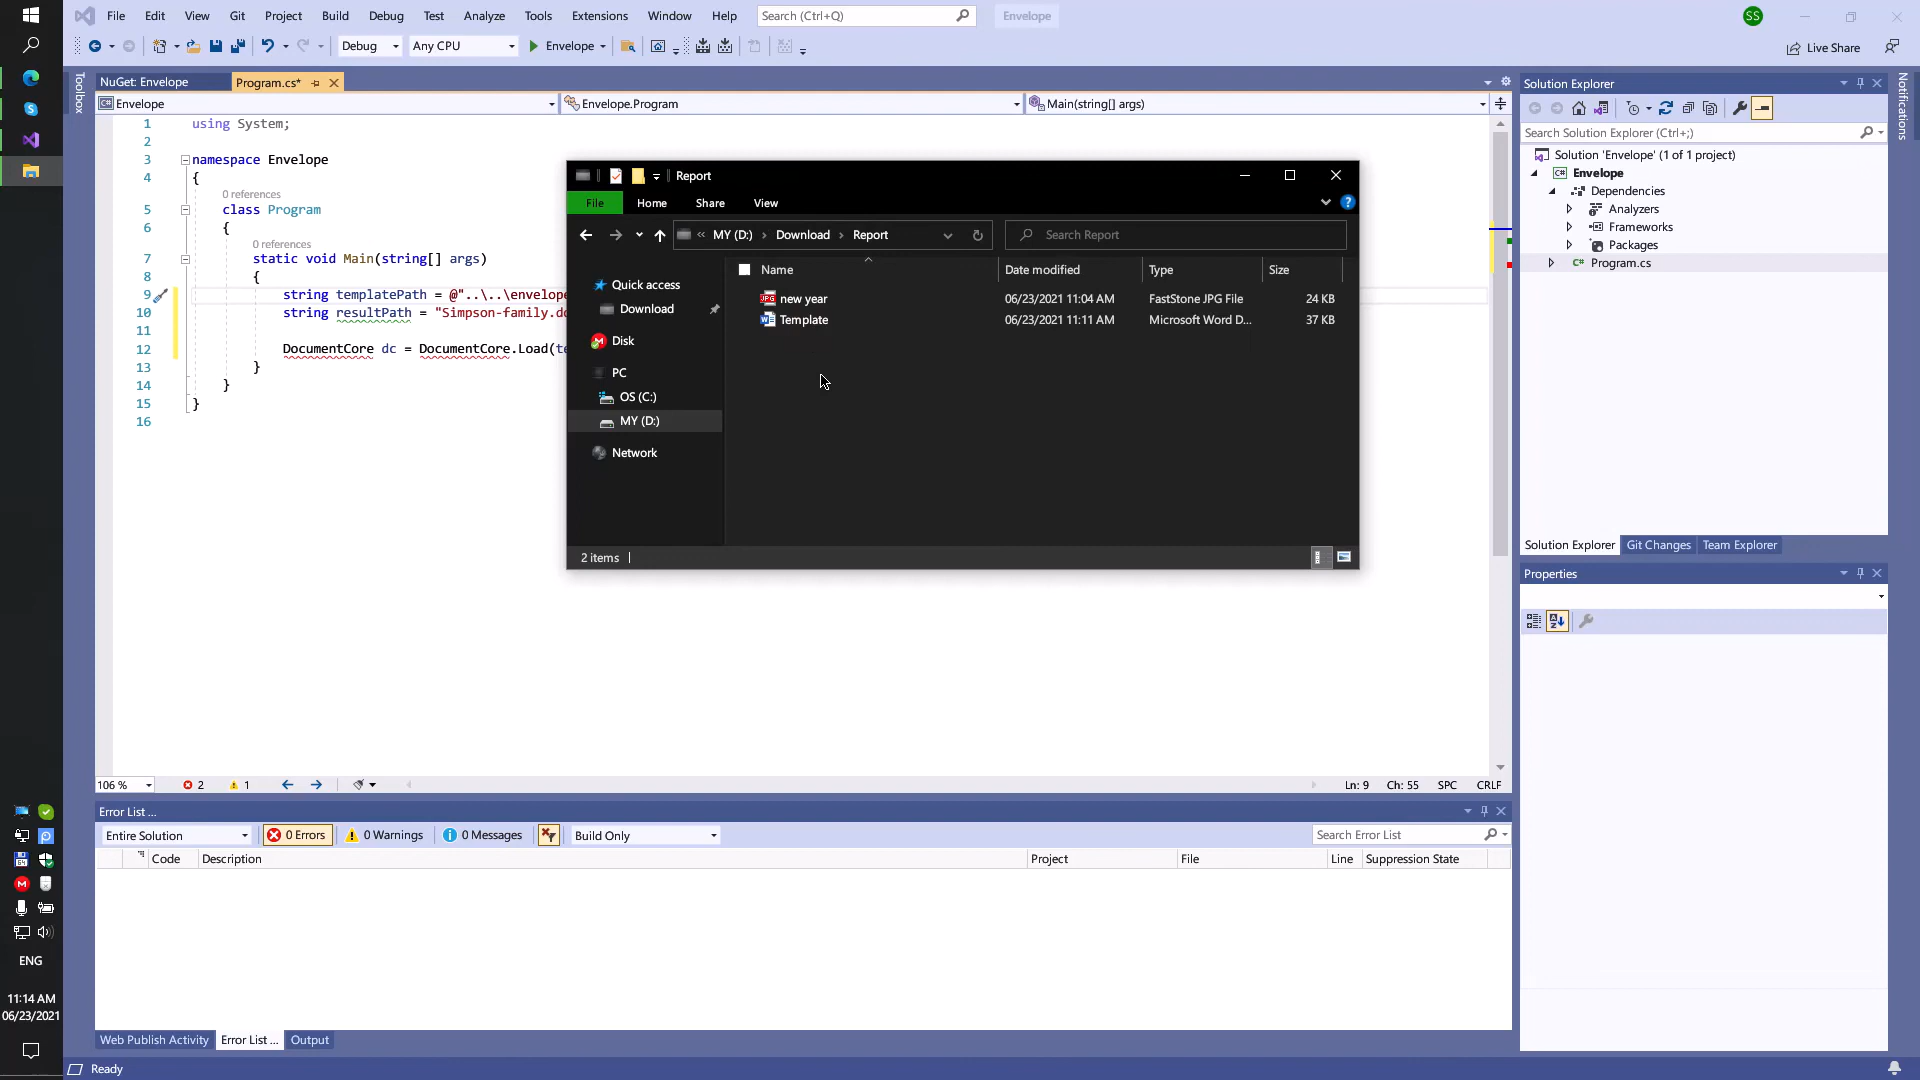 File Edit View Git Project Build Debug Test Analyze Tools Extensions Window Help Search (Ctrl+Q) Envelope SS
Debug Any CPU Envelope Live Share
Toolbox
NuGet: Envelope Program.cs*
Envelope Envelope.Program Main(string[] args)
1 using System;
2
3 namespace Envelope
4 {
0 references
5 class Program
6 {
0 references
7 static void Main(string[] args)
8 {
9 string templatePath = @"..\..\envelope
10 string resultPath = "Simpson-family.do
11
12 DocumentCore dc = DocumentCore.Load(te
13 }
14 }
15 }
16
Report
File Home Share View
« MY (D:) › Download › Report Search Report
Quick access
Download
Disk
PC
OS (C:)
MY (D:)
Network
Name Date modified Type Size
new year 06/23/2021 11:04 AM FastStone JPG File 24 KB
Template 06/23/2021 11:11 AM Microsoft Word D... 37 KB
2 items
Solution Explorer
Search Solution Explorer (Ctrl+;)
Solution 'Envelope' (1 of 1 project)
Envelope
Dependencies
Analyzers
Frameworks
Packages
Program.cs
Solution Explorer Git Changes Team Explorer
Properties
Notifications
106 % 2 1 Ln: 9 Ch: 55 SPC CRLF
Error List ...
Entire Solution 0 Errors 0 Warnings 0 Messages Build Only Search Error List
Code Description Project File Line Suppression State
Web Publish Activity Error List ... Output
Ready
ENG
11:14 AM
06/23/2021